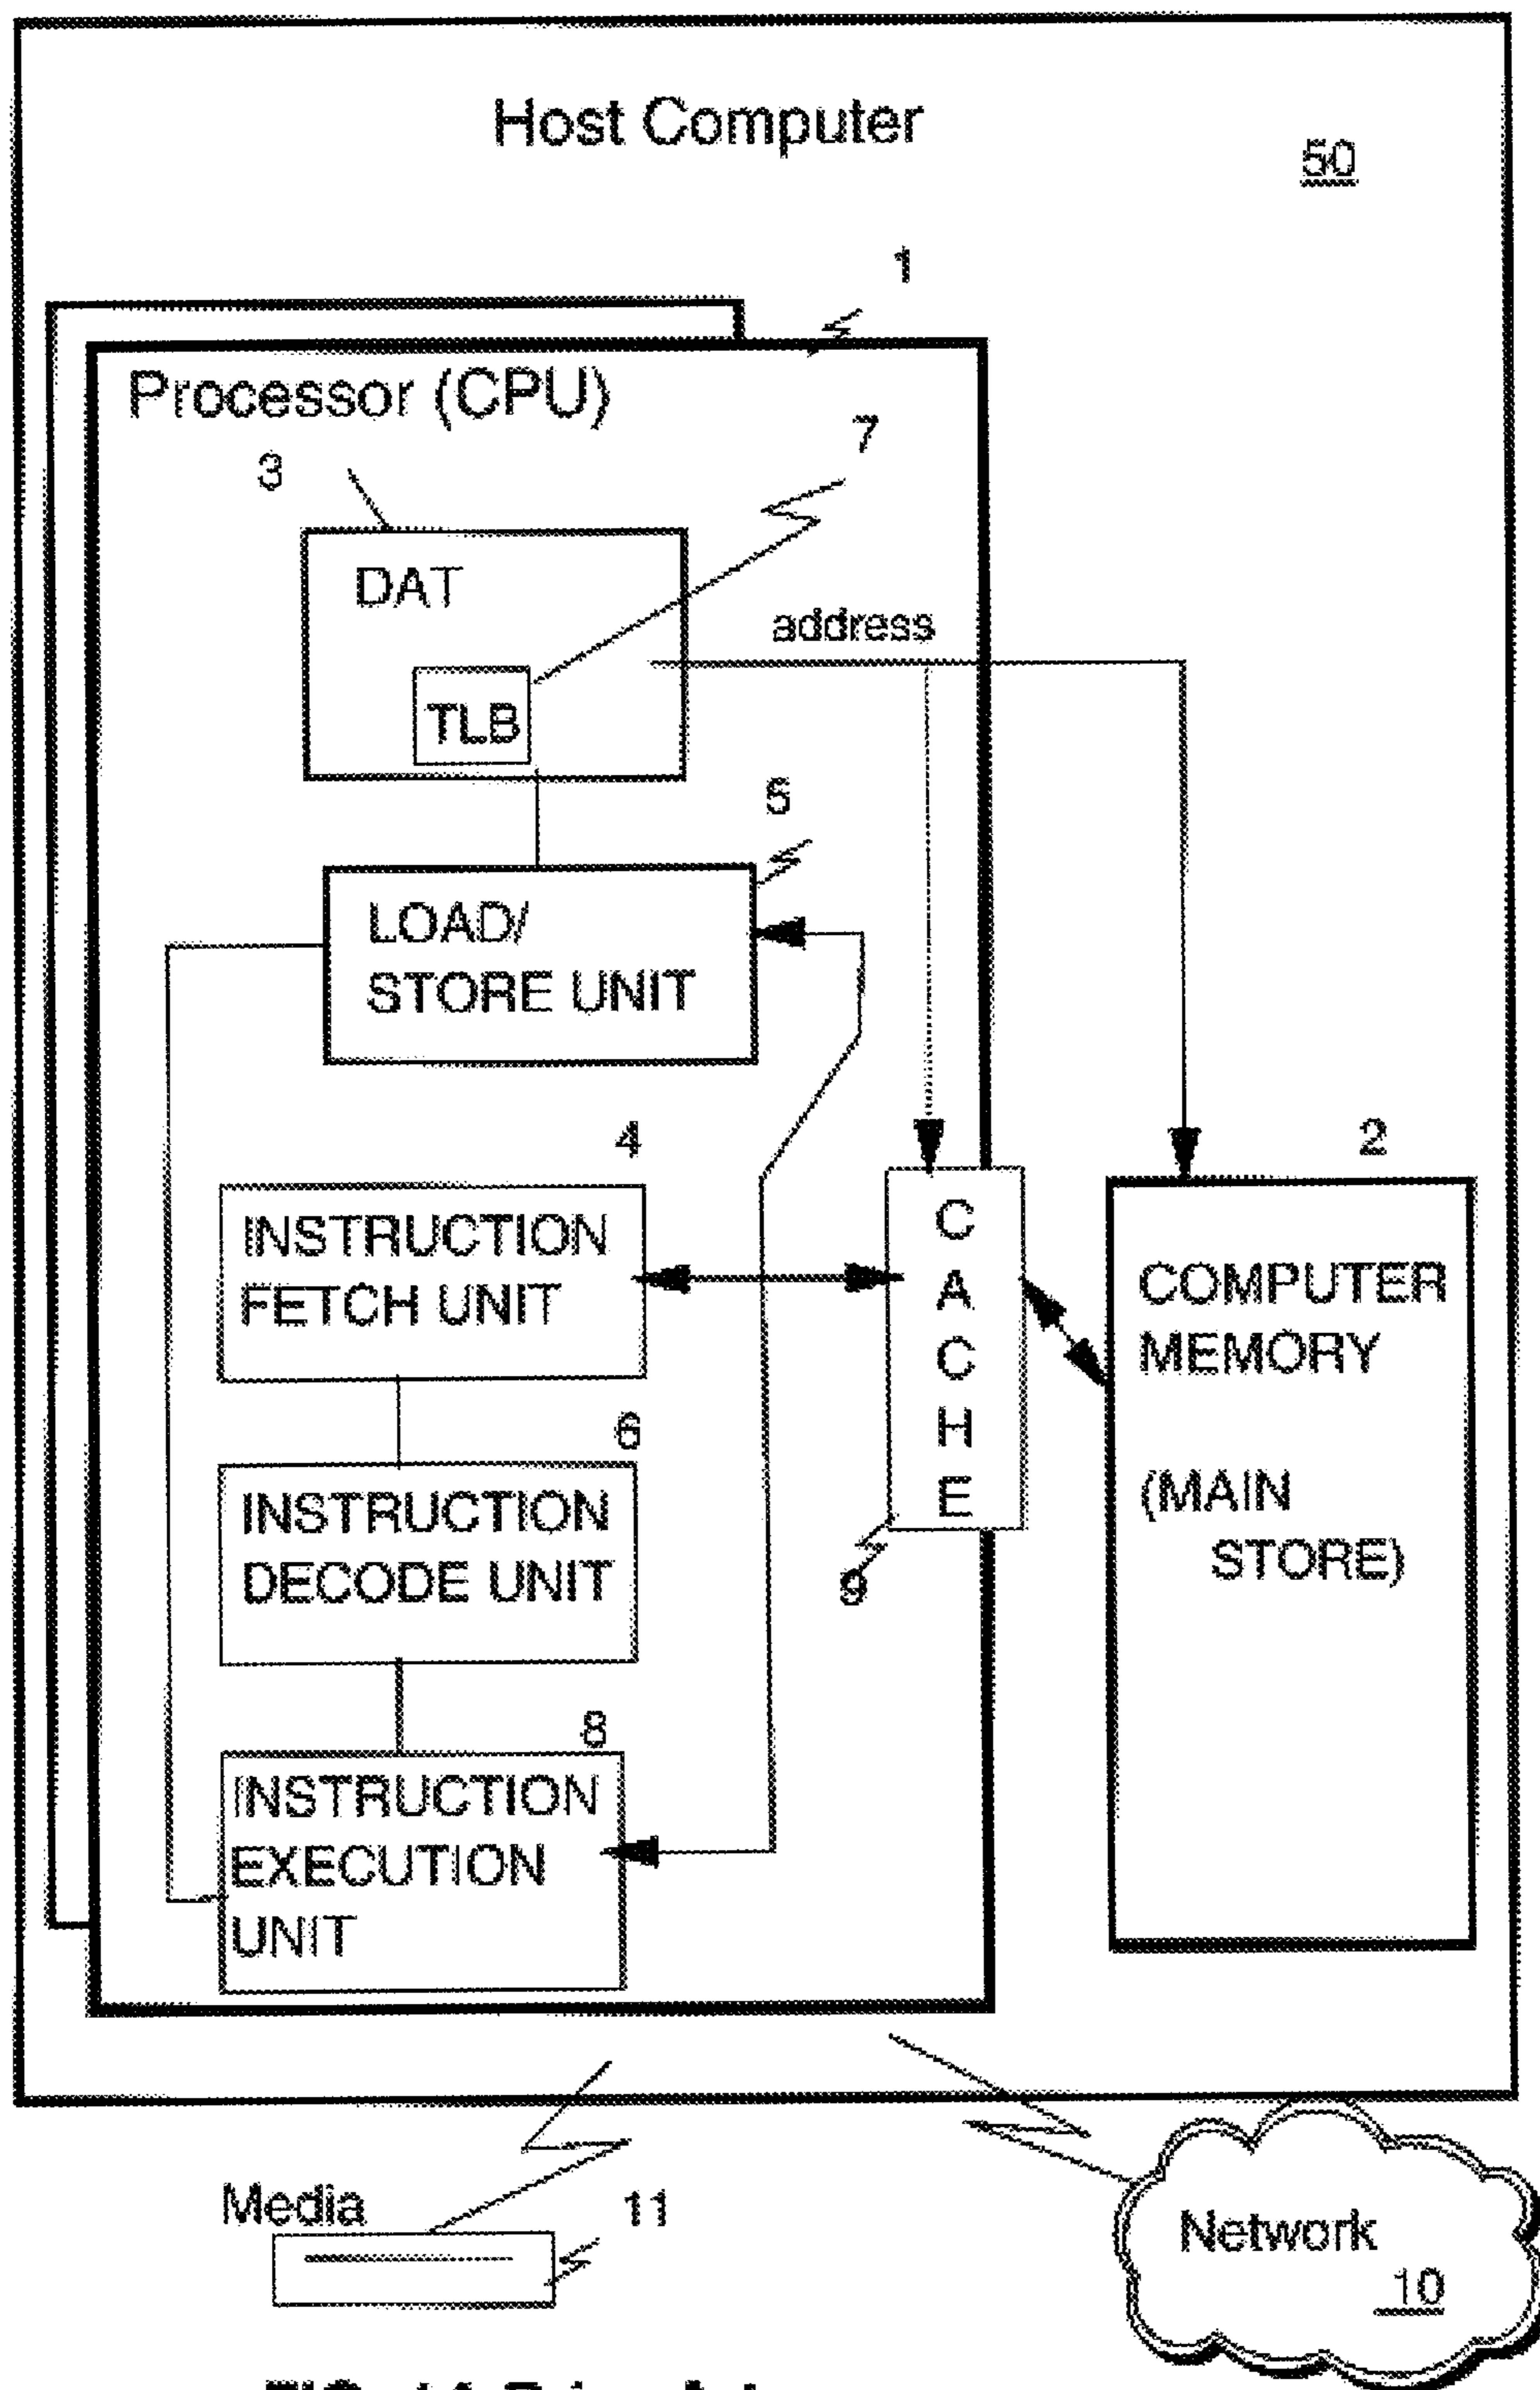 Host Computer
50
1
Processor (CPU)
7
3
DAT
address
TLB
5
LOAD/
STORE UNIT
4
2
INSTRUCTION
FETCH UNIT
CACHE
COMPUTER
MEMORY
(MAIN
STORE)
6
INSTRUCTION
DECODE UNIT
9
8
INSTRUCTION
EXECUTION
UNIT
Media
11
Network
10